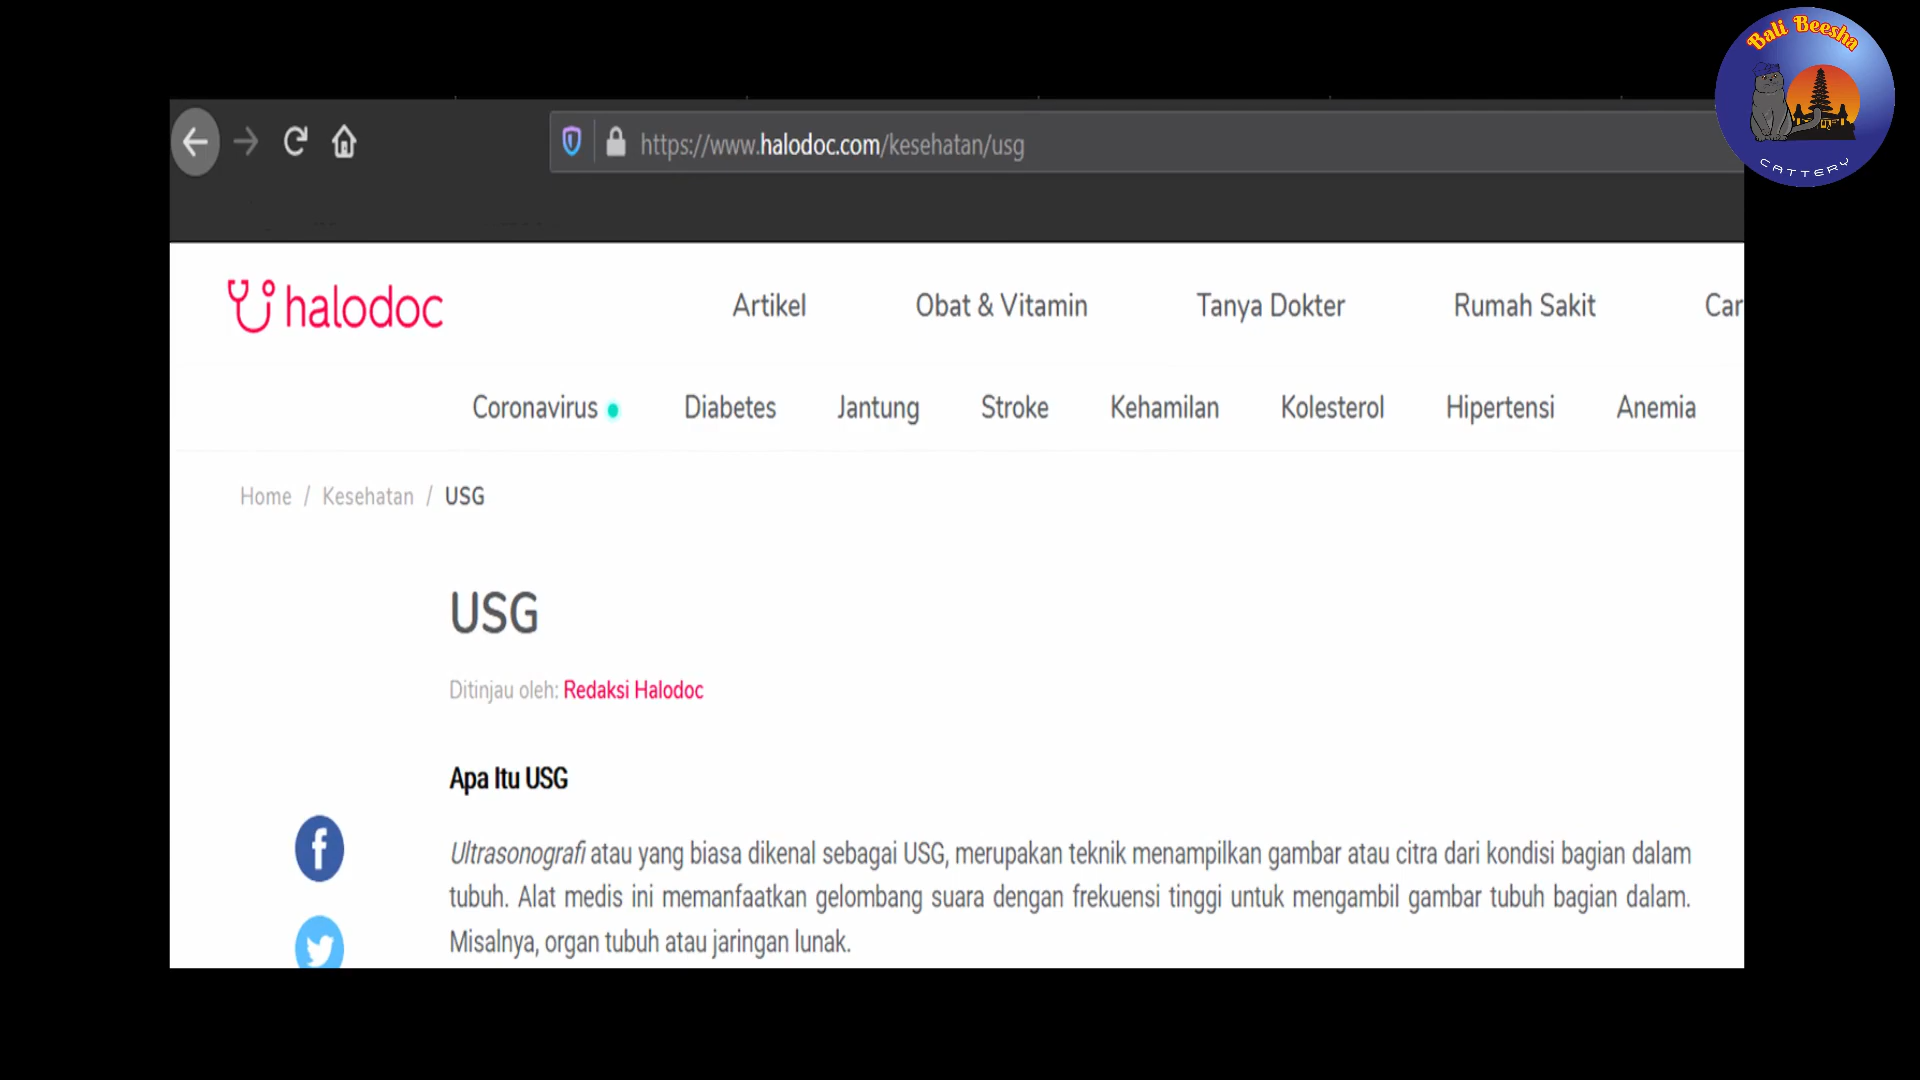 Bali Beesha
CATTERY
https://www.halodoc.com/kesehatan/usg
halodoc
Artikel
Obat & Vitamin
Tanya Dokter
Rumah Sakit
Car
Coronavirus
Diabetes
Jantung
Stroke
Kehamilan
Kolesterol
Hipertensi
Anemia
Home / Kesehatan / USG
USG
Ditinjau oleh: Redaksi Halodoc
Apa Itu USG
Ultrasonografi atau yang biasa dikenal sebagai USG, merupakan teknik menampilkan gambar atau citra dari kondisi bagian dalam
tubuh. Alat medis ini memanfaatkan gelombang suara dengan frekuensi tinggi untuk mengambil gambar tubuh bagian dalam.
Misalnya, organ tubuh atau jaringan lunak.